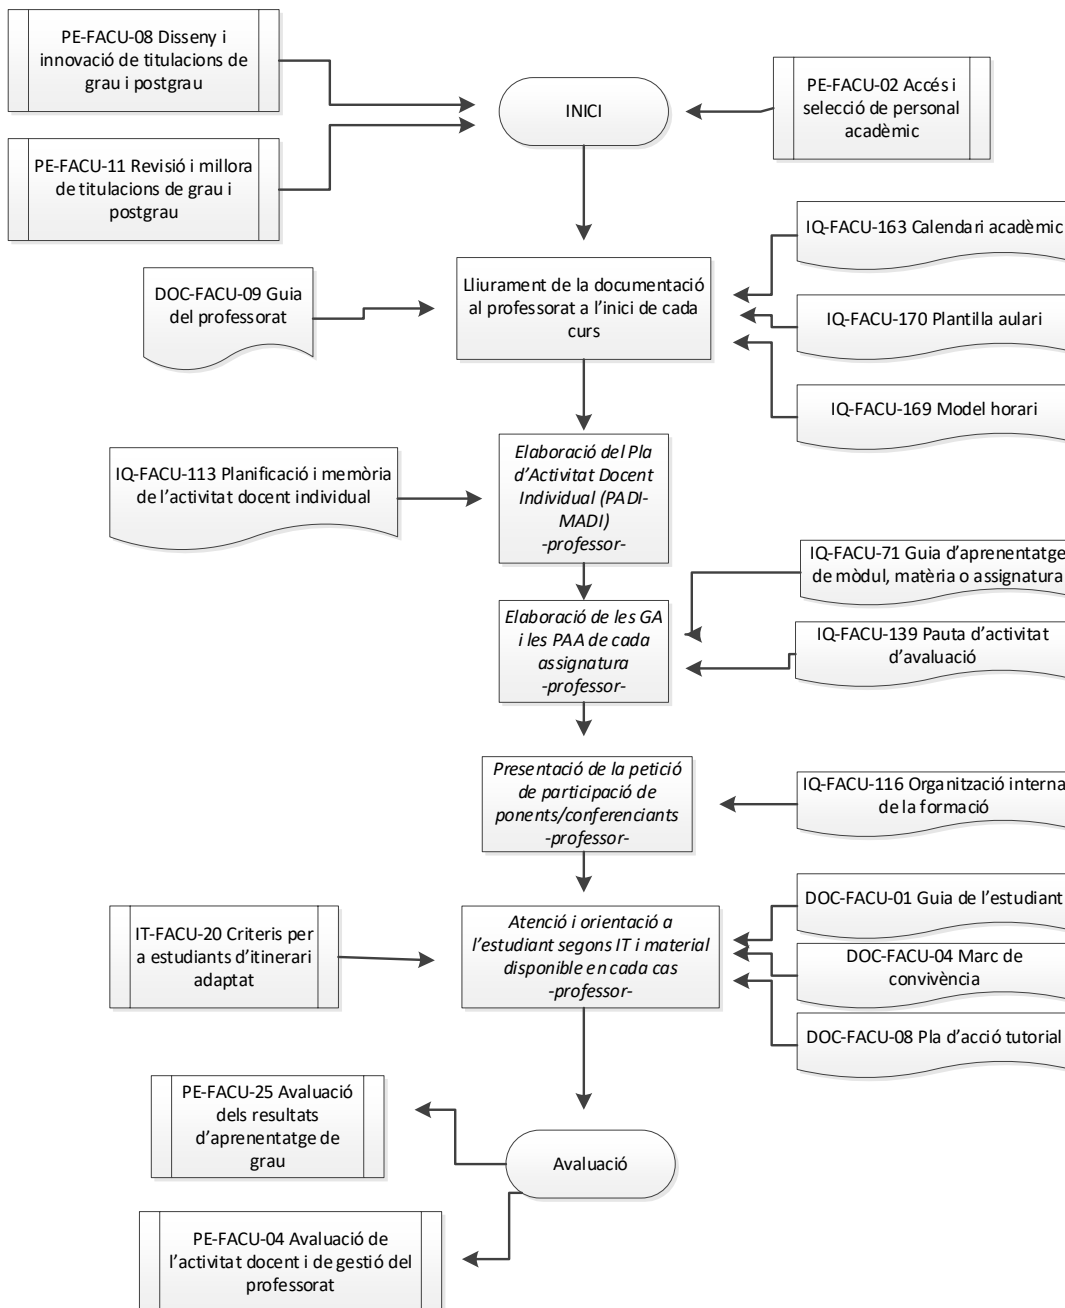 PE-FACU-08 Disseny i
innovació de titulacions de
grau i postgrau
INICI
PE-FACU-02 Accés i
selecció de personal
acadèmic
PE-FACU-11 Revisió i millora
de titulacions de grau i
postgrau
IQ-FACU-163 Calendari acadèmic
DOC-FACU-09 Guia
del professorat
Lliurament de la documentació
al professorat a l’inici de cada
curs
IQ-FACU-170 Plantilla aulari
IQ-FACU-169 Model horari
IQ-FACU-113 Planificació i memòria
de l’activitat docent individual
Elaboració del Pla
d’Activitat Docent
Individual (PADI-
MADI)
-professor-
IQ-FACU-71 Guia d’aprenentatge
de mòdul, matèria o assignatura
Elaboració de les GA
i les PAA de cada
assignatura
-professor-
IQ-FACU-139 Pauta d’activitat
d’avaluació
Presentació de la petició
de participació de
ponents/conferenciants
-professor-
IQ-FACU-116 Organització interna
de la formació
DOC-FACU-01 Guia de l’estudiant
IT-FACU-20 Criteris per
a estudiants d’itinerari
adaptat
Atenció i orientació a
l’estudiant segons IT i material
disponible en cada cas
-professor-
DOC-FACU-04 Marc de
convivència
DOC-FACU-08 Pla d’acció tutorial
PE-FACU-25 Avaluació
dels resultats
d’aprenentatge de
grau
Avaluació
PE-FACU-04 Avaluació de
l’activitat docent i de gestió del
professorat